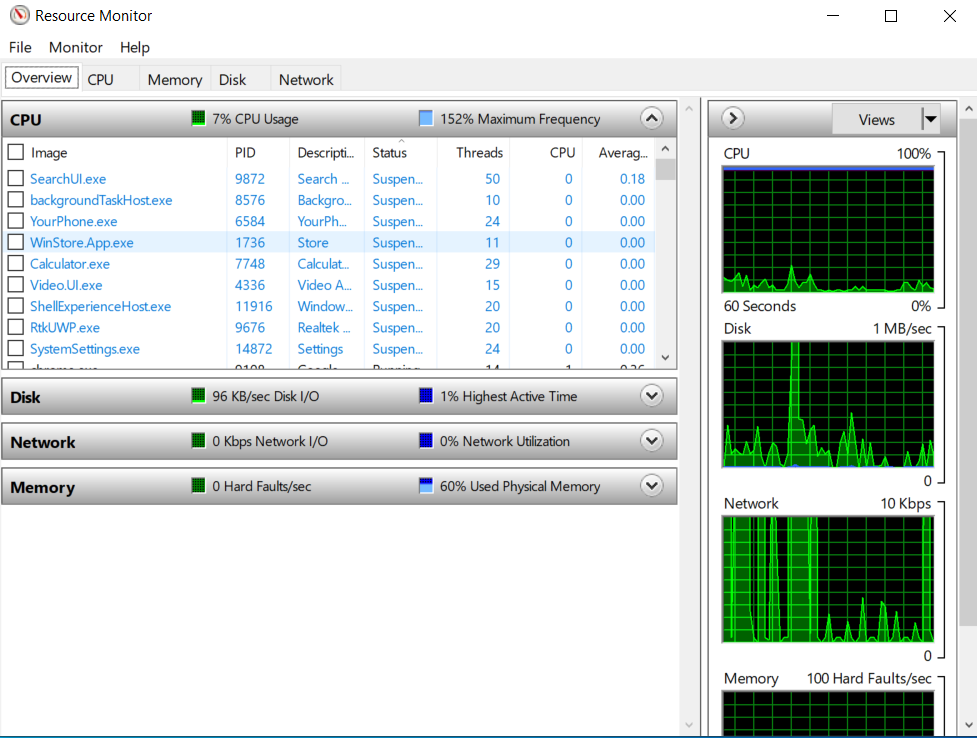 Resource Monitor
File Monitor Help
Overview CPU Memory Disk Network
CPU 7% CPU Usage 152% Maximum Frequency
Image PID Descripti... Status Threads CPU Averag...
SearchUI.exe 9872 Search ... Suspen... 50 0 0.18
backgroundTaskHost.exe 8576 Backgro... Suspen... 10 0 0.00
YourPhone.exe 6584 YourPh... Suspen... 24 0 0.00
WinStore.App.exe 1736 Store Suspen... 11 0 0.00
Calculator.exe 7748 Calculat... Suspen... 29 0 0.00
Video.UI.exe 4336 Video A... Suspen... 15 0 0.00
ShellExperienceHost.exe 11916 Window... Suspen... 20 0 0.00
RtkUWP.exe 9676 Realtek ... Suspen... 20 0 0.00
SystemSettings.exe 14872 Settings Suspen... 24 0 0.00
Disk 96 KB/sec Disk I/O 1% Highest Active Time
Network 0 Kbps Network I/O 0% Network Utilization
Memory 0 Hard Faults/sec 60% Used Physical Memory
Views
CPU 100%
60 Seconds 0%
Disk 1 MB/sec
0
Network 10 Kbps
0
Memory 100 Hard Faults/sec